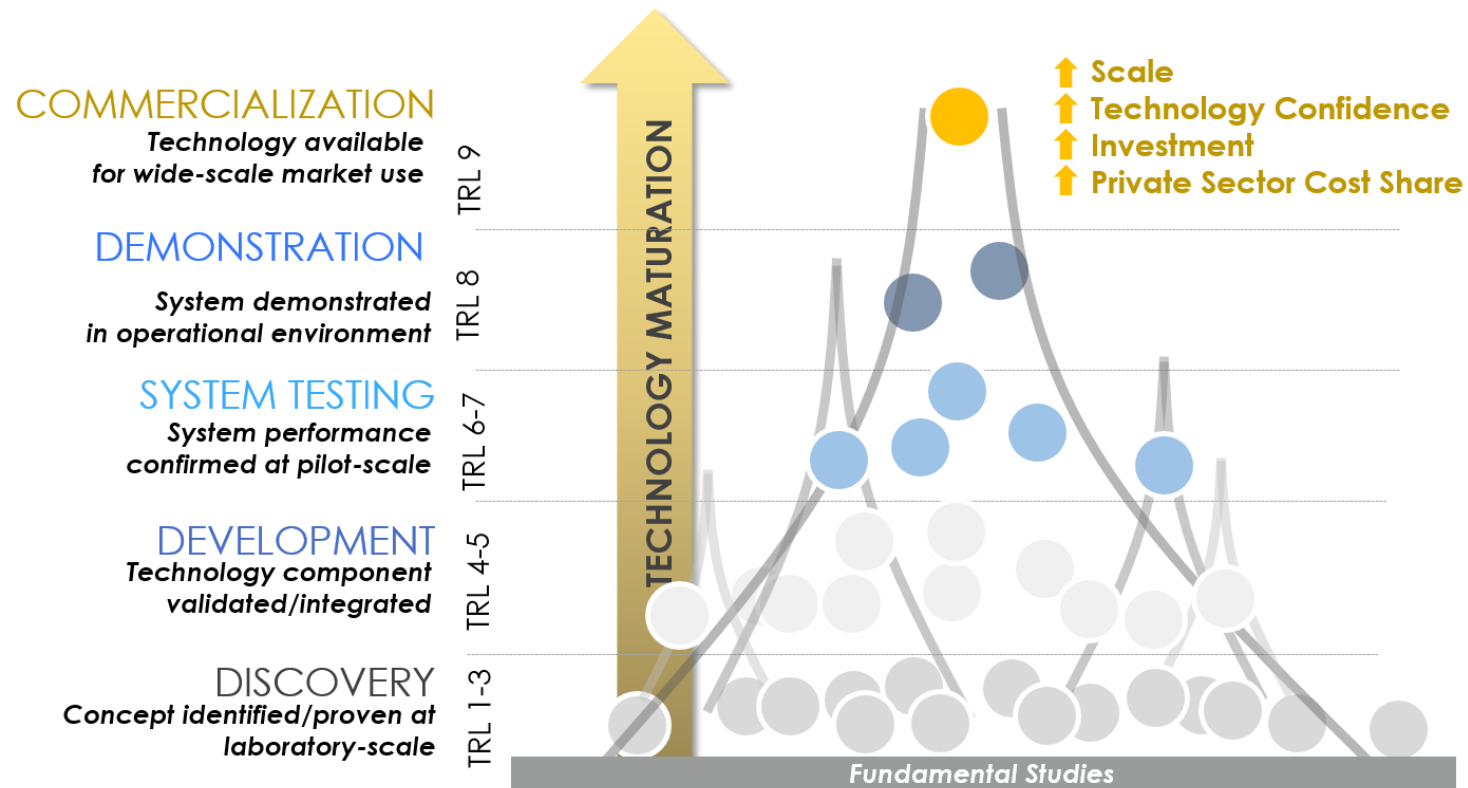 COMMERCIALIZATION
Technology available
for wide-scale market use
TRL 9
DEMONSTRATION
System demonstrated
in operational environment
TRL 8
SYSTEM TESTING
System performance
confirmed at pilot-scale
TRL 6-7
DEVELOPMENT
Technology component
validated/integrated
TRL 4-5
DISCOVERY
Concept identified/proven at
laboratory-scale
TRL 1-3
TECHNOLOGY MATURATION
Scale
Technology Confidence
Investment
Private Sector Cost Share
Fundamental Studies